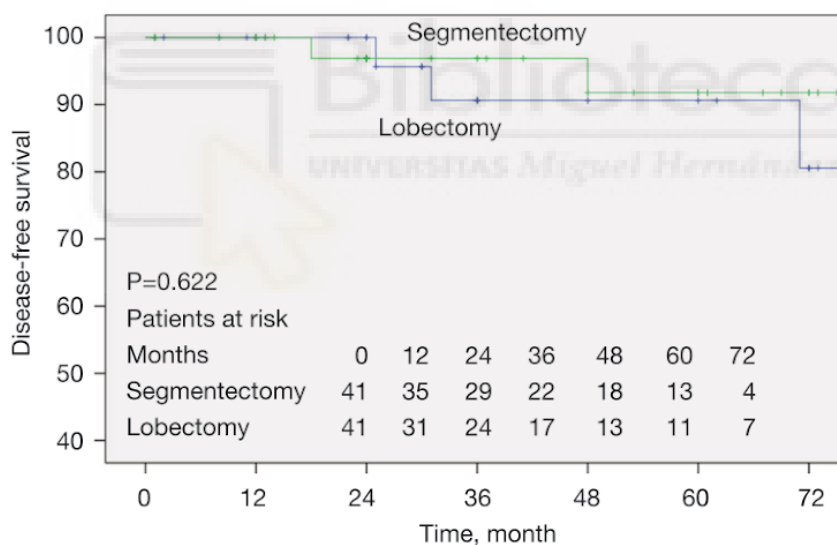 Biblioteca
UNIVERSITAS Miguel Hernández
Segmentectomy
Lobectomy
Disease-free survival
100
90
80
70
60
50
40
P=0.622
Patients at risk
Months 0 12 24 36 48 60 72
Segmentectomy 41 35 29 22 18 13 4
Lobectomy 41 31 24 17 13 11 7
0 12 24 36 48 60 72
Time, month